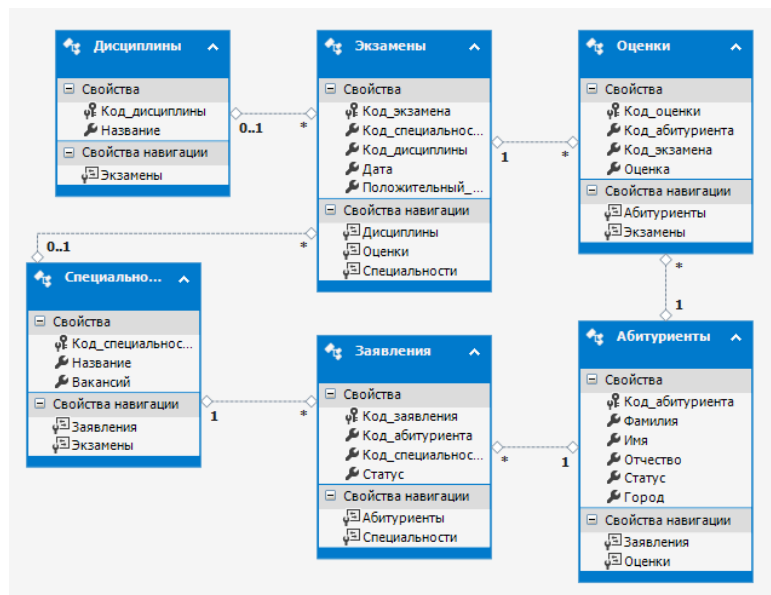 Дисциплины
Свойства
Код_дисциплины
Название
Свойства навигации
Экзамены
0..1
*
Экзамены
Свойства
Код_экзамена
Код_специальнос...
Код_дисциплины
Дата
Положительный_...
Свойства навигации
Дисциплины
Оценки
Специальности
1
*
Оценки
Свойства
Код_оценки
Код_абитуриента
Код_экзамена
Оценка
Свойства навигации
Абитуриенты
Экзамены
0..1
*
*
1
Специально...
Свойства
Код_специальнос...
Название
Вакансий
Свойства навигации
Заявления
Экзамены
1
*
Заявления
Свойства
Код_заявления
Код_абитуриента
Код_специальнос...
Статус
Свойства навигации
Абитуриенты
Специальности
*
1
Абитуриенты
Свойства
Код_абитуриента
Фамилия
Имя
Отчество
Статус
Город
Свойства навигации
Заявления
Оценки